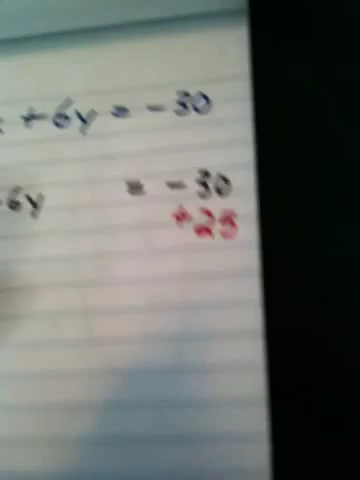 +6y = -30
6y = -30
+25